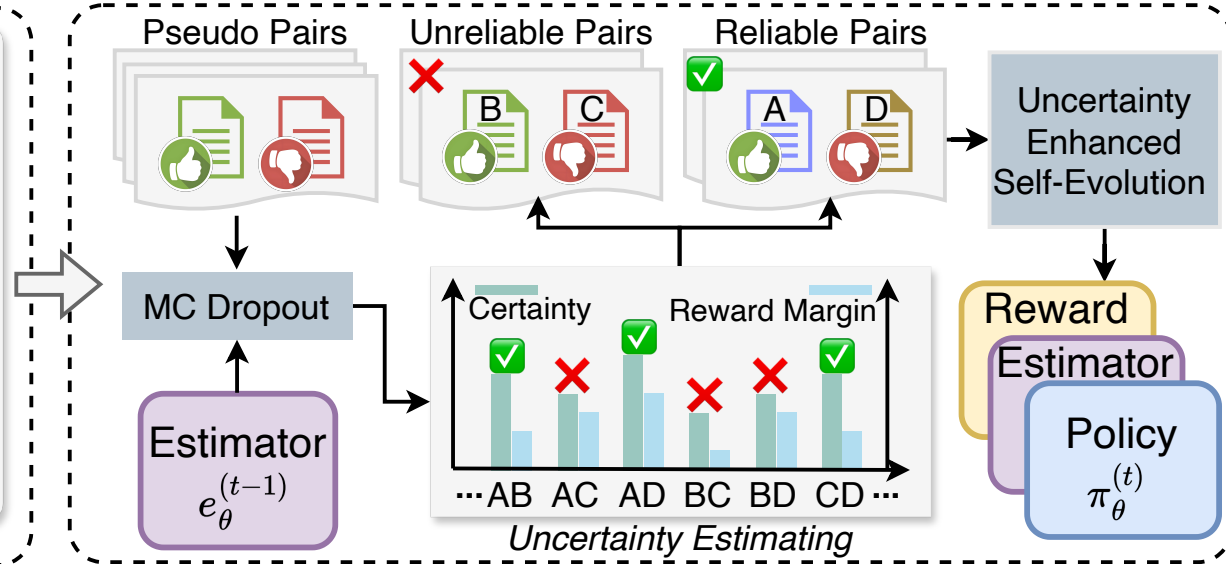 Pseudo Pairs
Unreliable Pairs
Reliable Pairs
B
C
A
D
Uncertainty
Enhanced
Self-Evolution
MC Dropout
Certainty
Reward Margin
Estimator
e_θ^(t−1)
··· AB AC AD BC BD CD ···
Uncertainty Estimating
Reward
Estimator
Policy
π_θ^(t)